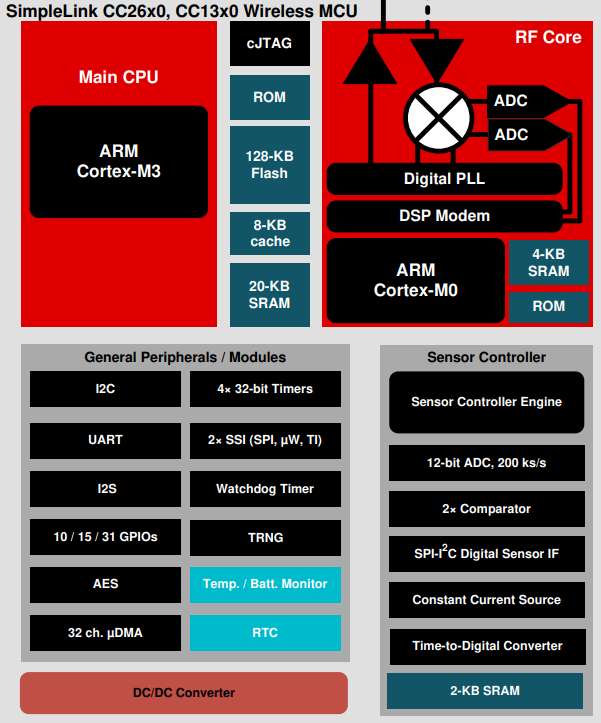 SimpleLink CC26x0, CC13x0 Wireless MCU
Main CPU
ARM
Cortex-M3
cJTAG
ROM
128-KB
Flash
8-KB
cache
20-KB
SRAM
RF Core
ADC
ADC
Digital PLL
DSP Modem
ARM
Cortex-M0
4-KB
SRAM
ROM
General Peripherals / Modules
I2C
4× 32-bit Timers
UART
2× SSI (SPI, µW, TI)
I2S
Watchdog Timer
10 / 15 / 31 GPIOs
TRNG
AES
Temp. / Batt. Monitor
32 ch. µDMA
RTC
DC/DC Converter
Sensor Controller
Sensor Controller Engine
12-bit ADC, 200 ks/s
2× Comparator
SPI-I²C Digital Sensor IF
Constant Current Source
Time-to-Digital Converter
2-KB SRAM